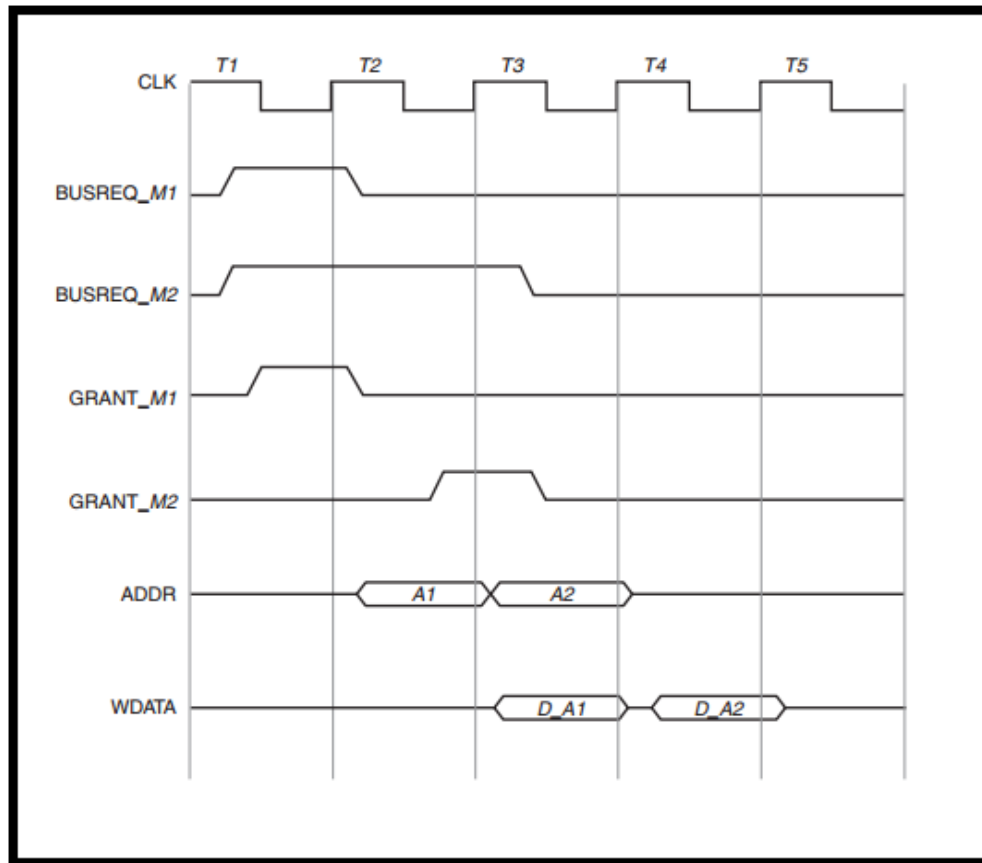 T1 T2 T3 T4 T5
CLK
BUSREQ_M1
BUSREQ_M2
GRANT_M1
GRANT_M2
ADDR A1 A2
WDATA D_A1 D_A2